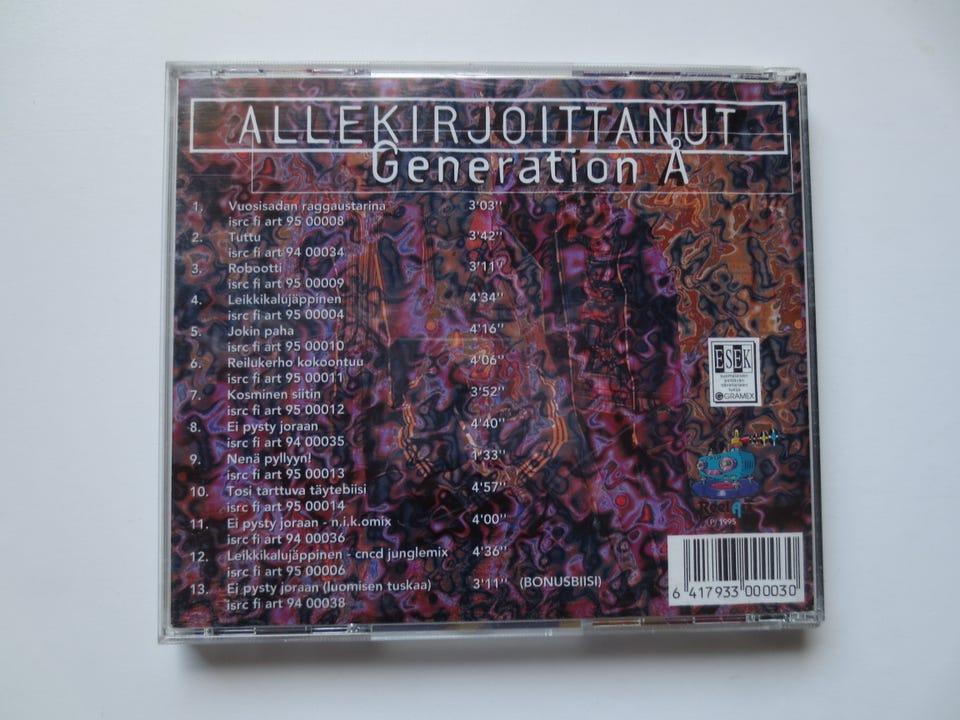 ALLEKIRJOITTANUT
Generation Å
1. Vuosisadan raggaustarina 3'03''
isrc fi art 95 00008
2. Tuttu 3'42''
isrc fi art 94 00034
3. Robootti 3'11''
isrc fi art 95 00009
4. Leikkikalujäppinen 4'34''
isrc fi art 95 00004
5. Jokin paha 4'16''
isrc fi art 95 00010
6. Reilukerho kokoontuu 4'06''
isrc fi art 95 00011
7. Kosminen siitin 3'52''
isrc fi art 95 00012
8. Ei pysty joraan 4'40''
isrc fi art 94 00035
9. Nenä pyllyyn! 1'33''
isrc fi art 95 00013
10. Tosi tarttuva täytebiisi 4'57''
isrc fi art 95 00014
11. Ei pysty joraan - n.i.k.omix 4'00''
isrc fi art 94 00036
12. Leikkikalujäppinen - cncd junglemix 4'36''
isrc fi art 95 00006
13. Ei pysty joraan (luomisen tuskaa) 3'11'' (BONUSBIISI)
isrc fi art 94 00038
ESEK
GRAMEX
(P) 1995
6 417933 000030